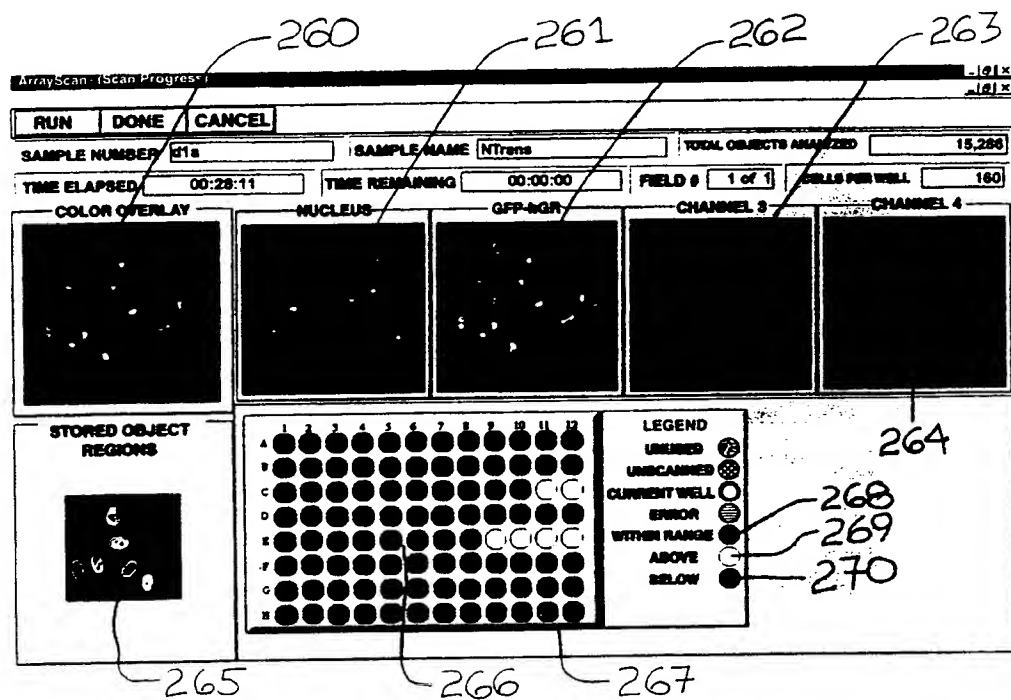 260
261
262
263
ArrayScan - (Scan Progress)
RUN DONE CANCEL
SAMPLE NUMBER d1s SAMPLE NAME NTrans TOTAL OBJECTS ANALYZED 15,286
TIME ELAPSED 00:28:11 TIME REMAINING 00:00:00 FIELD # 1 of 1 CELLS PER WELL 160
COLOR OVERLAY NUCLEUS GFP-hGR CHANNEL 3 CHANNEL 4
264
STORED OBJECT
REGIONS
1 2 3 4 5 6 7 8 9 10 11 12
A
B
C
D
E
F
G
H
LEGEND
UNUSED
UNSCANNED
CURRENT WELL
ERROR
WITHIN RANGE 268
ABOVE 269
BELOW 270
265 266 267